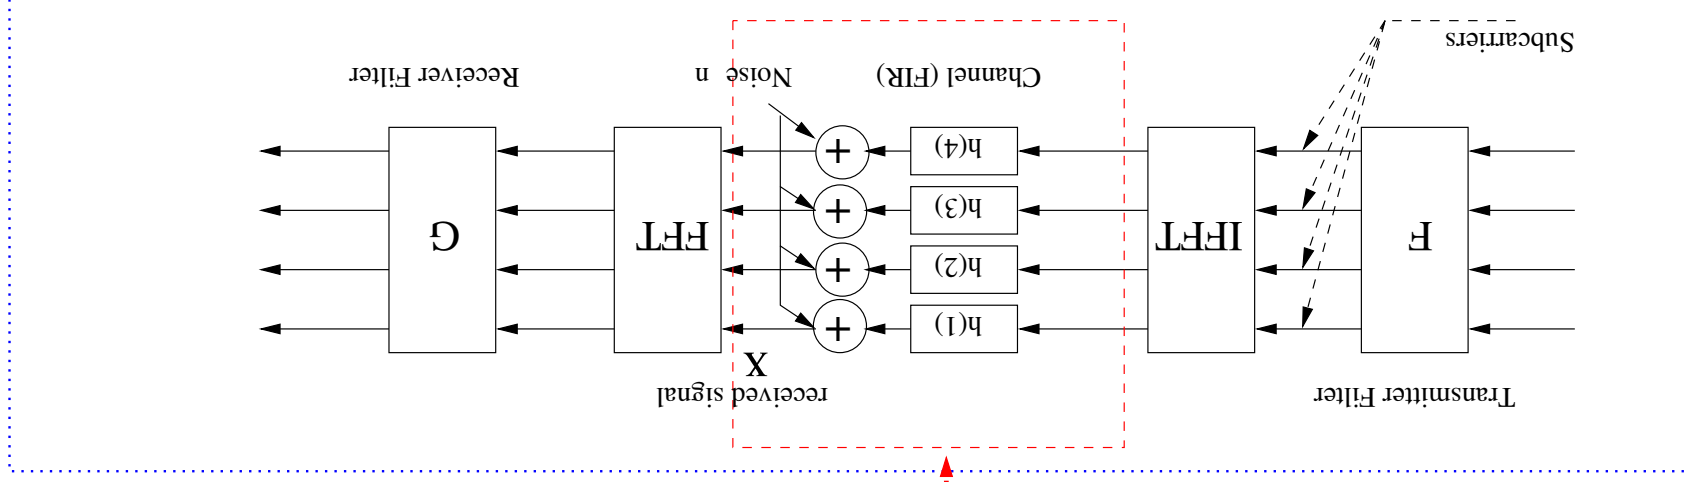 Transmitter Filter
received signal
X
h(1)
+
h(2)
+
F
IFFT
FFT
G
h(3)
+
h(4)
+
Channel (FIR)
Noise n
Receiver Filter
Subcarriers